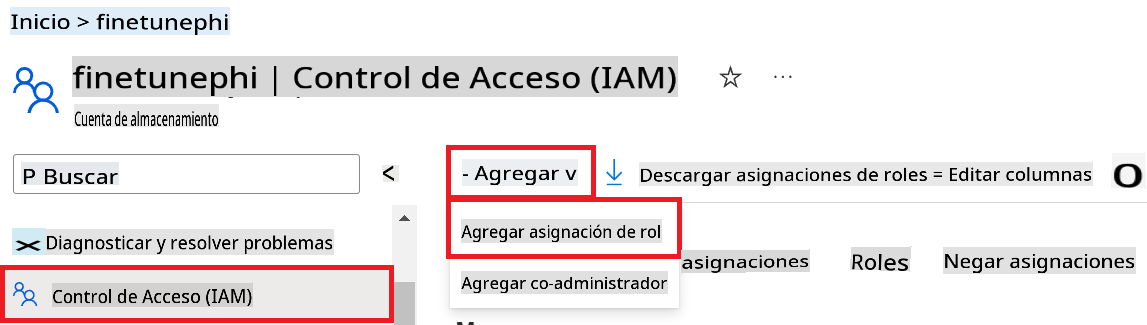 Inicio > finetunephi
finetunephi | Control de Acceso (IAM)
Cuenta de almacenamiento
P Buscar
- Agregar v
Descargar asignaciones de roles = Editar columnas
O
Agregar asignación de rol
Diagnosticar y resolver problemas
asignaciones
Roles
Negar asignaciones
Control de Acceso (IAM)
Agregar co-administrador